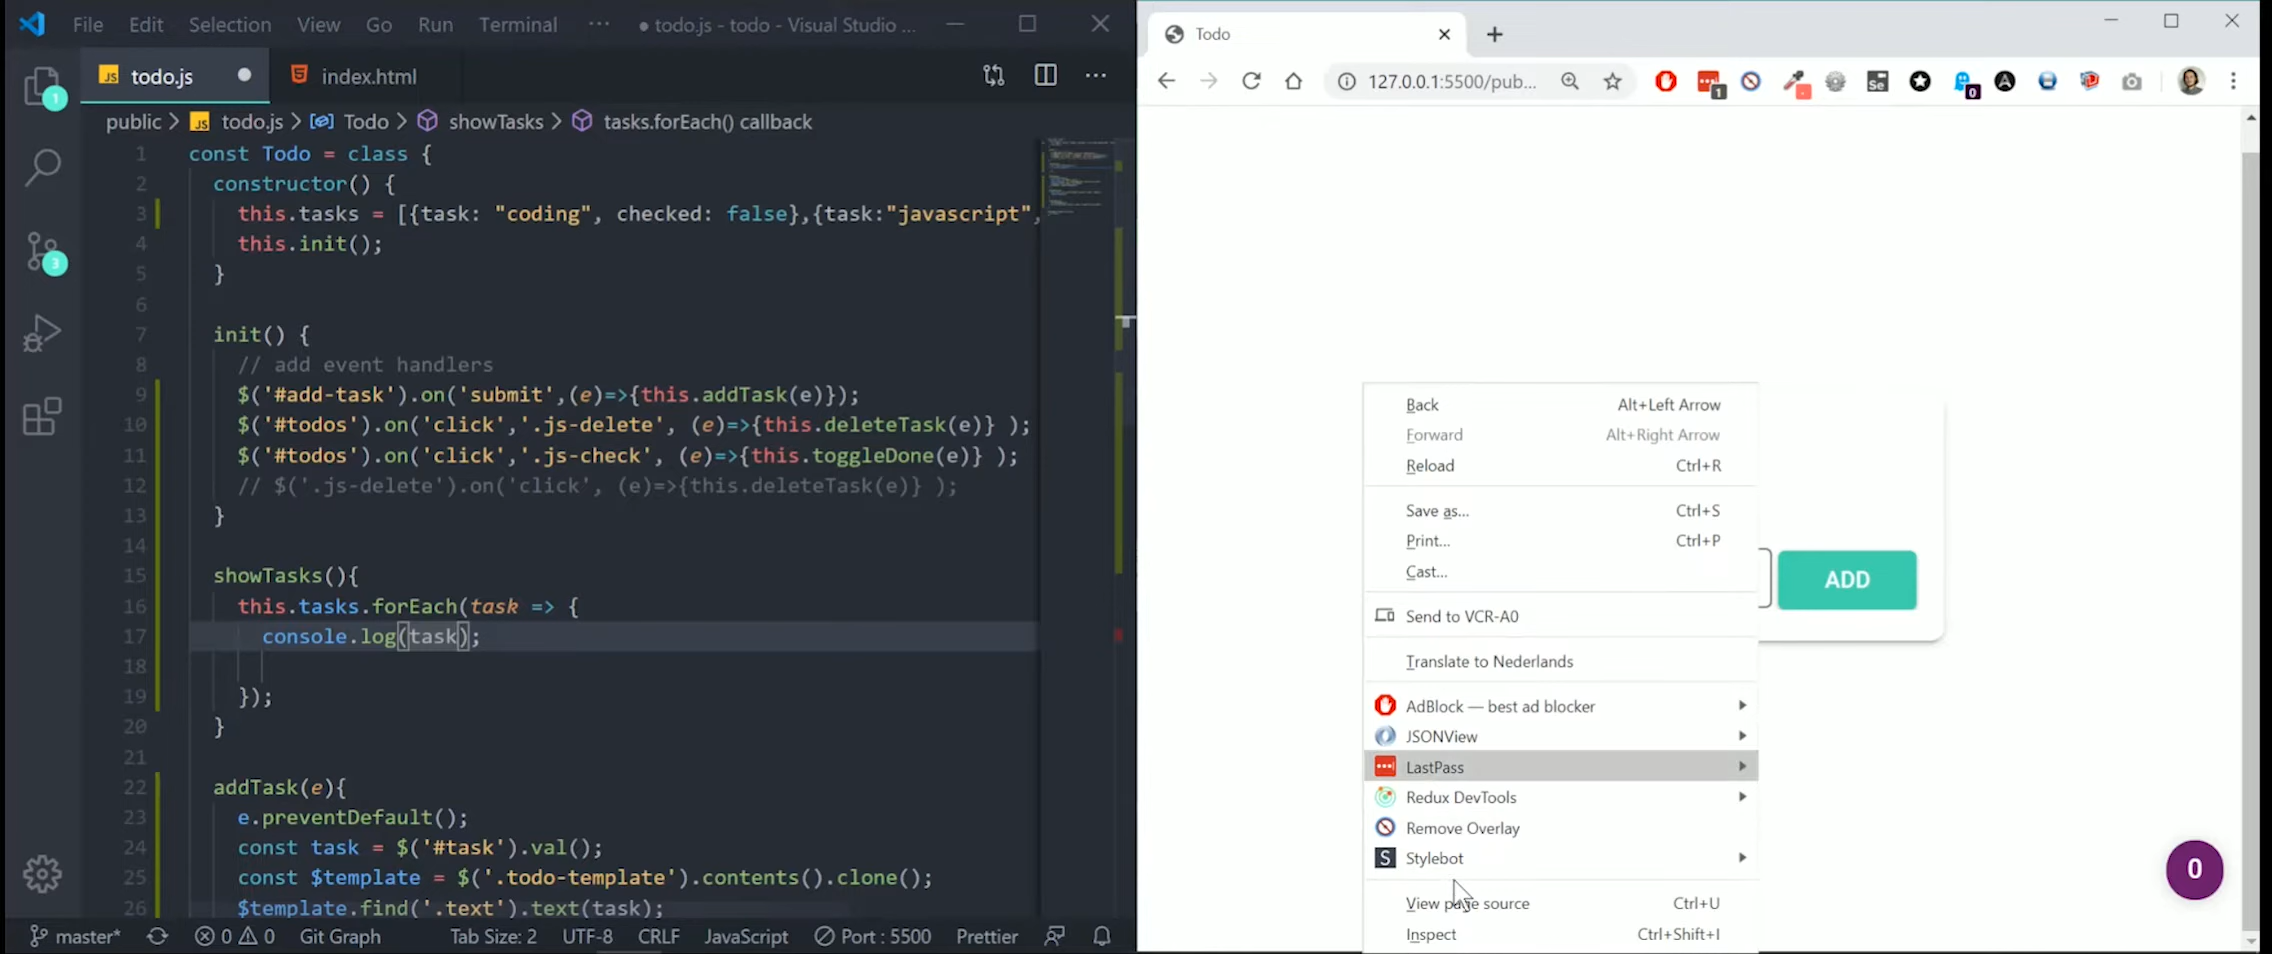 File Edit Selection View Go Run Terminal ··· ● todo.js - todo - Visual Studio ...
JS todo.js ● index.html
public > JS todo.js > Todo > showTasks > tasks.forEach() callback
1 const Todo = class {
2 constructor() {
3 this.tasks = [{task: "coding", checked: false},{task:"javascript",
4 this.init();
5 }
6
7 init() {
8 // add event handlers
9 $('#add-task').on('submit',(e)=>{this.addTask(e)});
10 $('#todos').on('click','.js-delete', (e)=>{this.deleteTask(e)} );
11 $('#todos').on('click','.js-check', (e)=>{this.toggleDone(e)} );
12 // $('.js-delete').on('click', (e)=>{this.deleteTask(e)} );
13 }
14
15 showTasks(){
16 this.tasks.forEach(task => {
17 console.log(task);
18
19 });
20 }
21
22 addTask(e){
23 e.preventDefault();
24 const task = $('#task').val();
25 const $template = $('.todo-template').contents().clone();
26 $template.find('.text').text(task);
1
3
master* 0 0 Git Graph Tab Size: 2 UTF-8 CRLF JavaScript Port : 5500 Prettier
Todo
127.0.0.1:5500/pub...
1 Se 0 A
Back Alt+Left Arrow
Forward Alt+Right Arrow
Reload Ctrl+R
Save as... Ctrl+S
Print... Ctrl+P
Cast...
Send to VCR-A0
Translate to Nederlands
AdBlock — best ad blocker
JSONView
LastPass
Redux DevTools
Remove Overlay
S Stylebot
View page source Ctrl+U
Inspect Ctrl+Shift+I
ADD
0